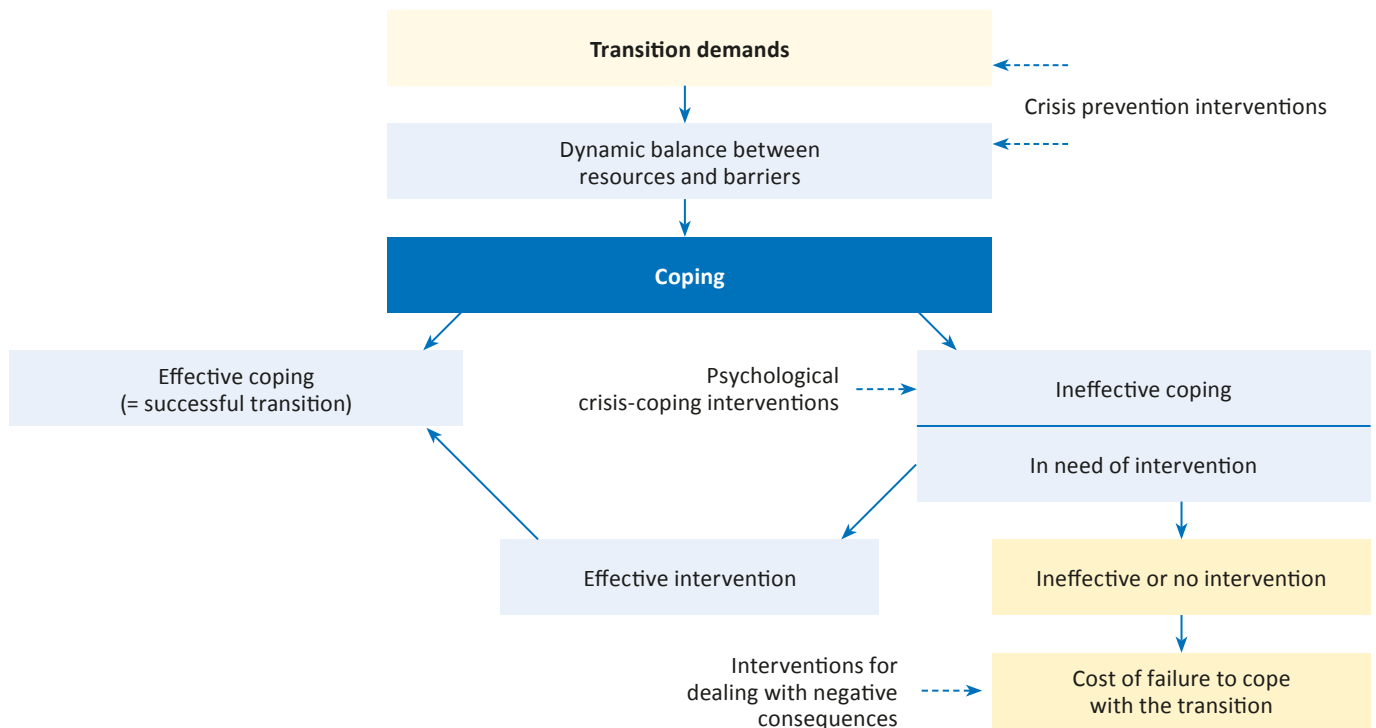 Transition demands
Crisis prevention interventions
Dynamic balance between
resources and barriers
Coping
Effective coping
(= successful transition)
Psychological
crisis-coping interventions
Ineffective coping
In need of intervention
Effective intervention
Ineffective or no intervention
Interventions for
dealing with negative
consequences
Cost of failure to cope
with the transition